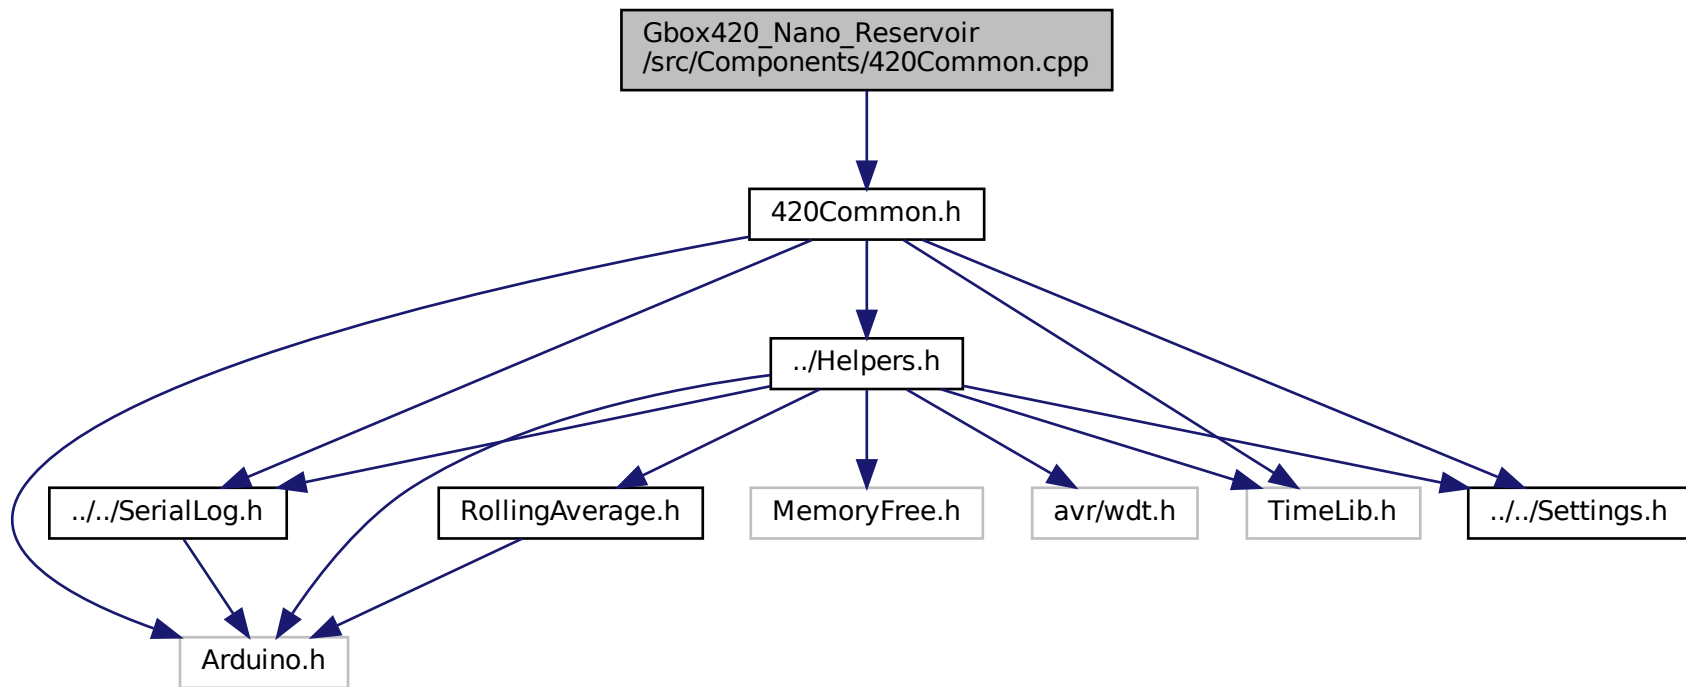 Gbox420_Nano_Reservoir
/src/Components/420Common.cpp
420Common.h
../Helpers.h
../../SerialLog.h
RollingAverage.h
MemoryFree.h
avr/wdt.h
TimeLib.h
../../Settings.h
Arduino.h